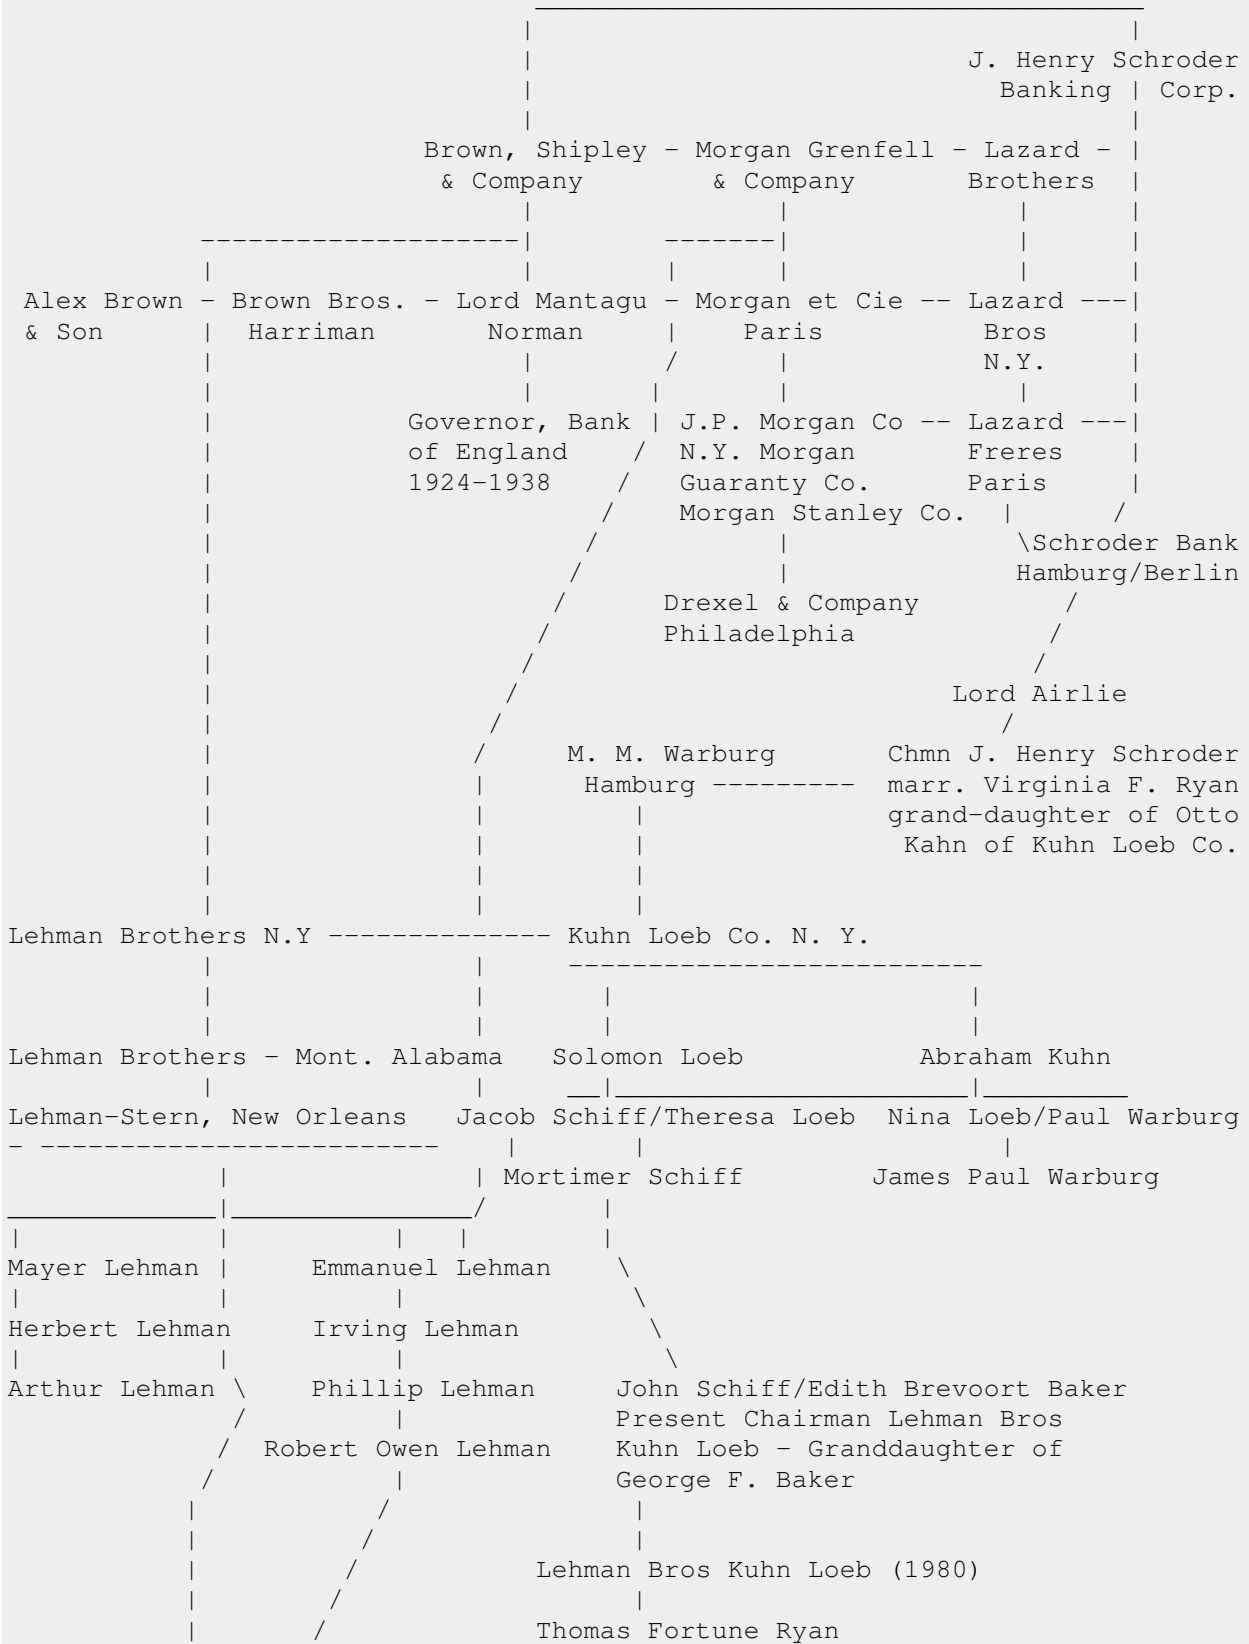 J. Henry Schroder
Banking | Corp.
Brown, Shipley - Morgan Grenfell - Lazard - |
& Company & Company Brothers |
Alex Brown - Brown Bros. - Lord Mantagu - Morgan et Cie -- Lazard ---|
& Son | Harriman Norman | Paris Bros |
N.Y.
Governor, Bank | J.P. Morgan Co -- Lazard ---|
of England / N.Y. Morgan Freres |
1924-1938 / Guaranty Co. Paris |
/ Morgan Stanley Co. | /
\Schroder Bank
Hamburg/Berlin
Drexel & Company
Philadelphia
Lord Airlie
M. M. Warburg Chmn J. Henry Schroder
Hamburg --------- marr. Virginia F. Ryan
grand-daughter of Otto
Kahn of Kuhn Loeb Co.
Lehman Brothers N.Y -------------- Kuhn Loeb Co. N. Y.
Lehman Brothers - Mont. Alabama Solomon Loeb Abraham Kuhn
Lehman-Stern, New Orleans Jacob Schiff/Theresa Loeb Nina Loeb/Paul Warburg
| Mortimer Schiff James Paul Warburg
Mayer Lehman | Emmanuel Lehman \
Herbert Lehman Irving Lehman \
Arthur Lehman \ Phillip Lehman John Schiff/Edith Brevoort Baker
/ | Present Chairman Lehman Bros
/ Robert Owen Lehman Kuhn Loeb - Granddaughter of
/ | George F. Baker
| / Lehman Bros Kuhn Loeb (1980)
| / Thomas Fortune Ryan